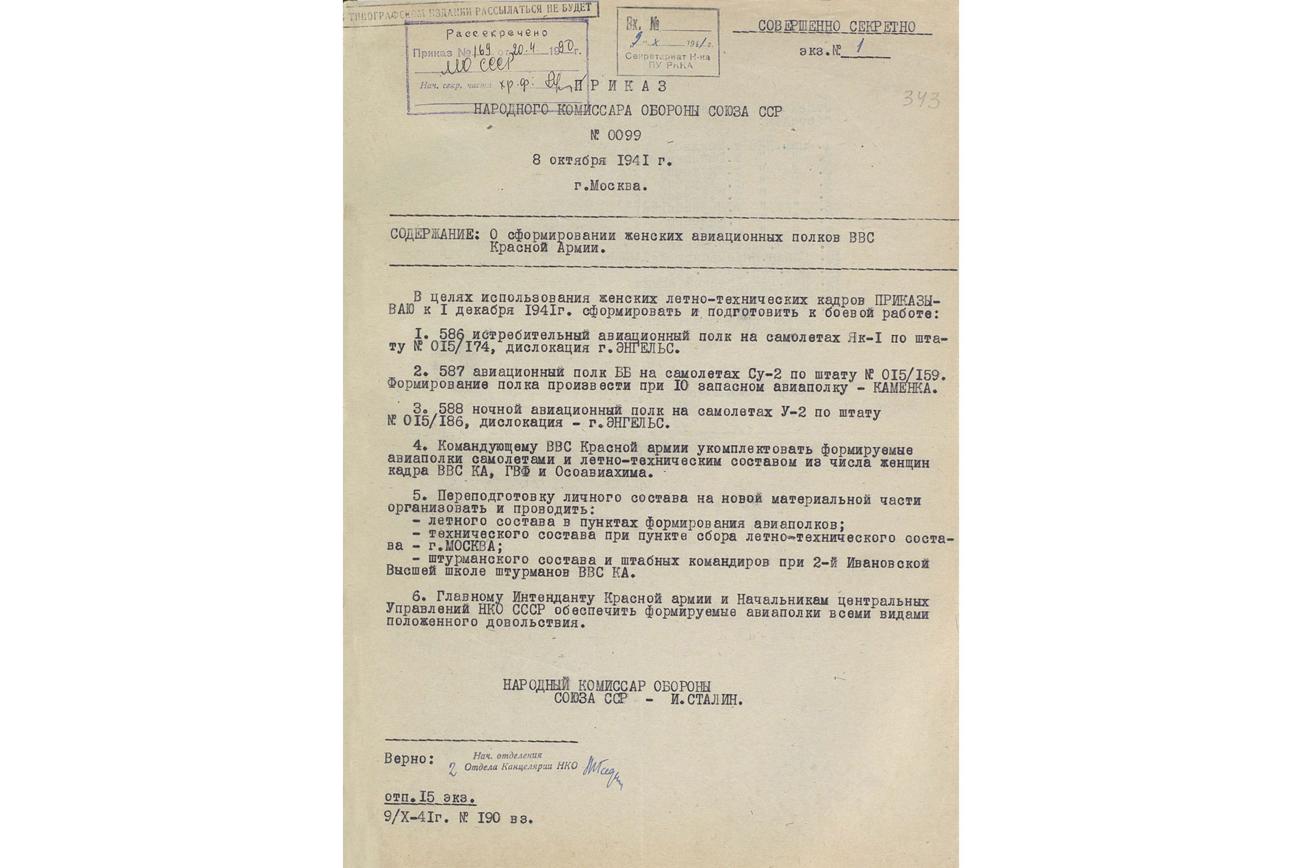 В ТИПОГРАФСКОМ ИЗДАНИИ РАССЫЛАТЬСЯ НЕ БУДЕТ
Рассекречено
Приказ № 169 от 20.4 1990 г.
МО СССР
Нач. секр. части хр.ф.
Вх. №
9 X 1941 г.
Секретариат Н-ка
ПУ РККА
СОВЕРШЕННО СЕКРЕТНО
экз.№ 1
343
ПРИКАЗ
НАРОДНОГО КОМИССАРА ОБОРОНЫ СОЮЗА ССР
№ 0099
8 октября 1941 г.
г.Москва.
СОДЕРЖАНИЕ: О сформировании женских авиационных полков ВВС
Красной Армии.
В целях использования женских летно-технических кадров ПРИКАЗЫ-
ВАЮ к I декабря 1941г. сформировать и подготовить к боевой работе:
1. 586 истребительный авиационный полк на самолетах Як-I по шта-
ту № 015/174, дислокация г.ЭНГЕЛЬС.
2. 587 авиационный полк ББ на самолетах Су-2 по штату № 015/159.
Формирование полка произвести при 10 запасном авиаполку - КАМЕНКА.
3. 588 ночной авиационный полк на самолетах У-2 по штату
№ 015/186, дислокация - г.ЭНГЕЛЬС.
4. Командующему ВВС Красной армии укомплектовать формируемые
авиаполки самолетами и летно-техническим составом из числа женщин
кадра ВВС КА, ГВФ и Осоавиахима.
5. Переподготовку личного состава на новой материальной части
организовать и проводить:
- летного состава в пунктах формирования авиаполков;
- технического состава при пункте сбора летно-технического соста-
ва - г.МОСКВА;
- штурманского состава и штабных командиров при 2-й Ивановской
Высшей школе штурманов ВВС КА.
6. Главному Интенданту Красной армии и Начальникам центральных
Управлений НКО СССР обеспечить формируемые авиаполки всеми видами
положенного довольствия.
НАРОДНЫЙ КОМИССАР ОБОРОНЫ
СОЮЗА ССР - И.СТАЛИН.
Верно: Нач. отделения
2 Отдела Канцелярии НКО
отп.15 экз.
9/X-41г. № 190 вз.